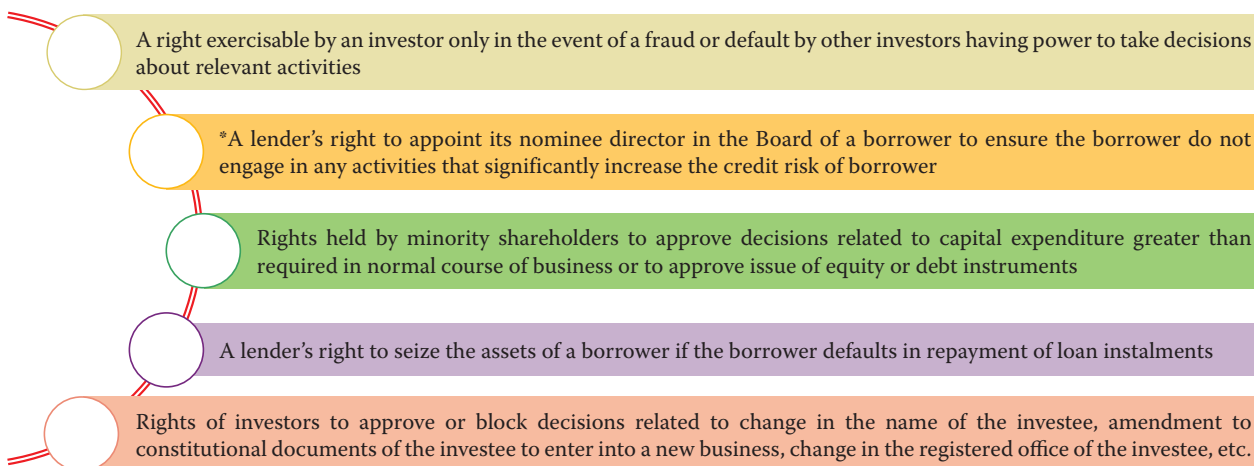 A right exercisable by an investor only in the event of a fraud or default by other investors having power to take decisions
about relevant activities
*A lender’s right to appoint its nominee director in the Board of a borrower to ensure the borrower do not
engage in any activities that significantly increase the credit risk of borrower
Rights held by minority shareholders to approve decisions related to capital expenditure greater than
required in normal course of business or to approve issue of equity or debt instruments
A lender’s right to seize the assets of a borrower if the borrower defaults in repayment of loan instalments
Rights of investors to approve or block decisions related to change in the name of the investee, amendment to
constitutional documents of the investee to enter into a new business, change in the registered office of the investee, etc.